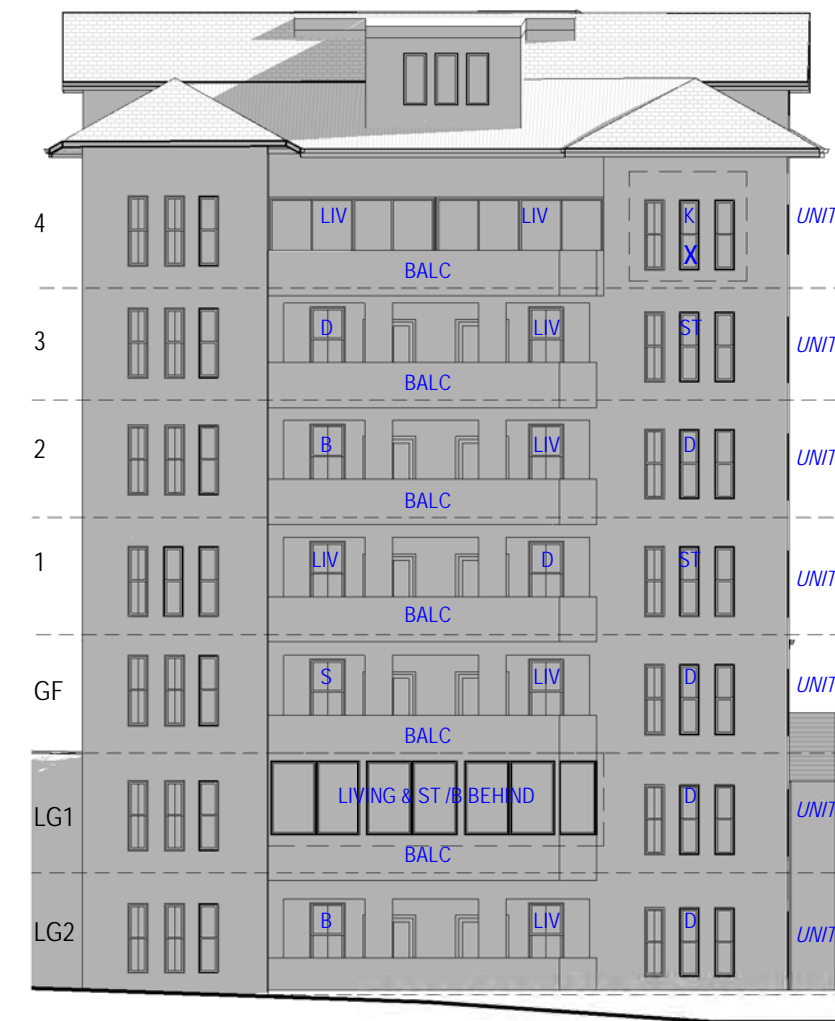 4 LIV LIV K UNIT
X
BALC
3 D LIV ST UNIT
BALC
2 B LIV D UNIT
BALC
1 LIV D ST UNIT
BALC
GF S LIV D UNIT
BALC
LG1 LIVING & ST /B BEHIND D UNIT
BALC
LG2 B LIV D UNIT